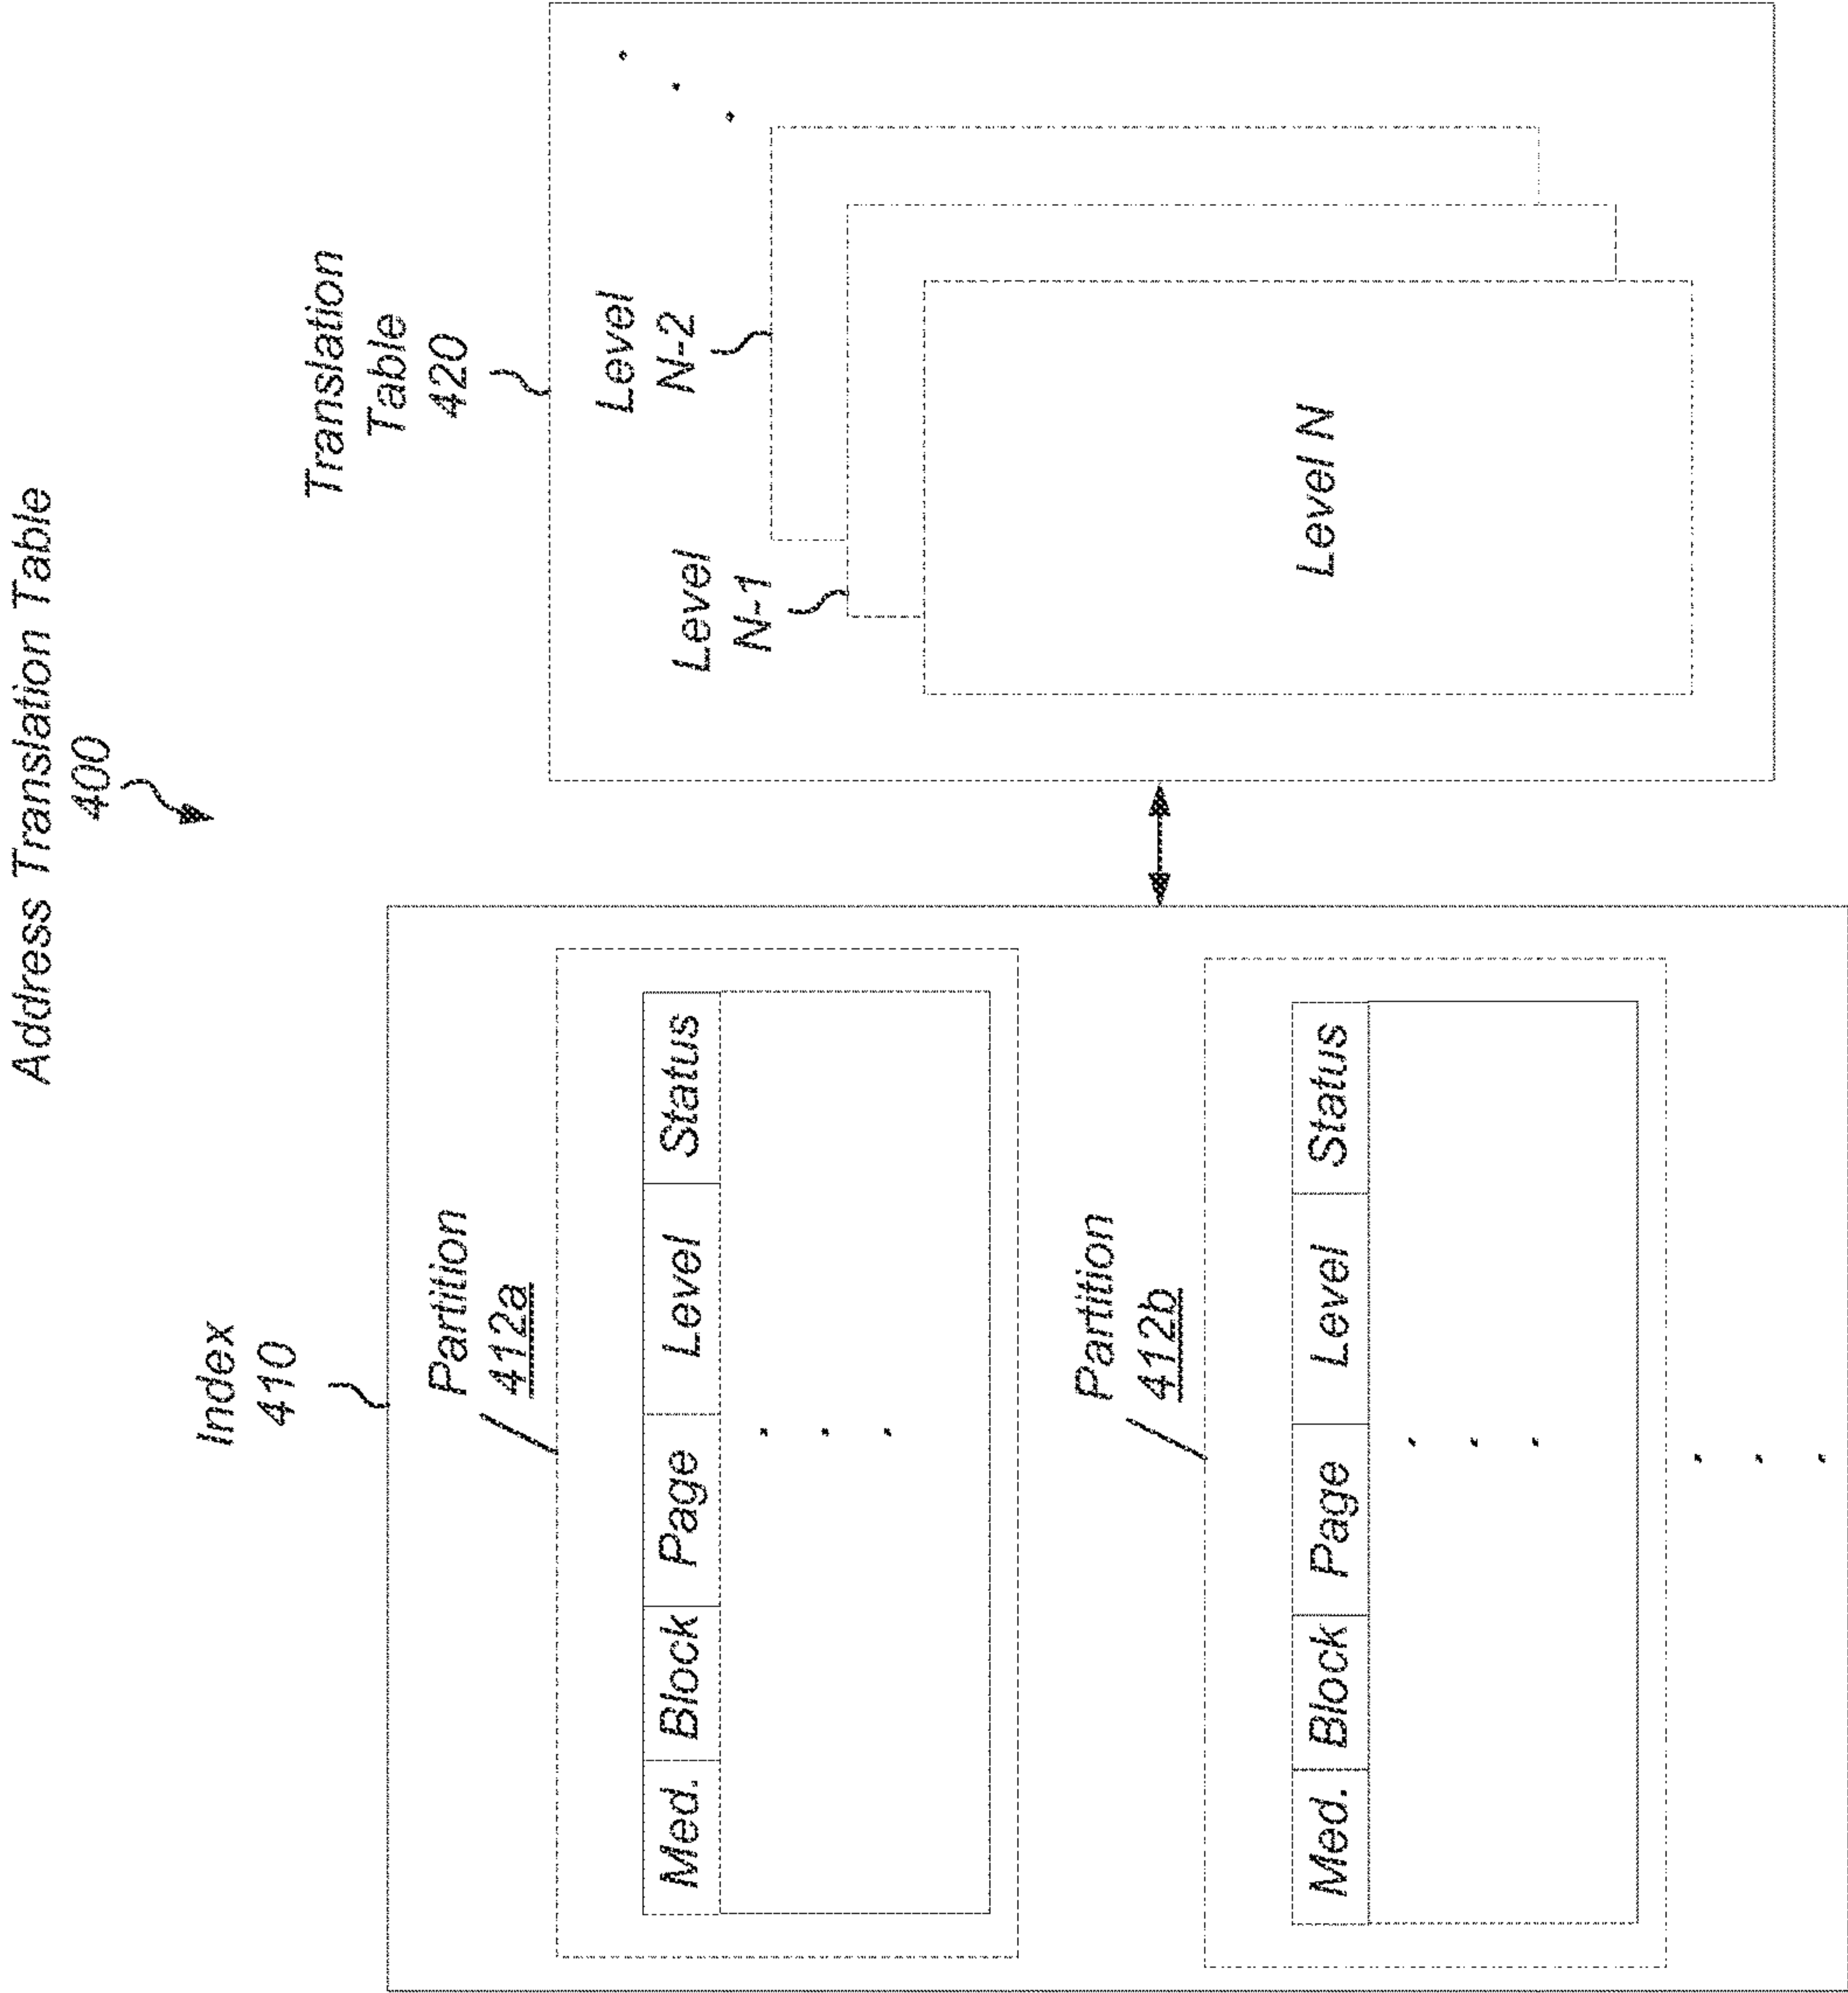 Address Translation Table
400
Index
410
Partition
412a
Med. Block Page Level Status
Partition
412b
Med. Block Page Level Status
Translation
Table
420
Level
N-2
Level
N-1
Level N